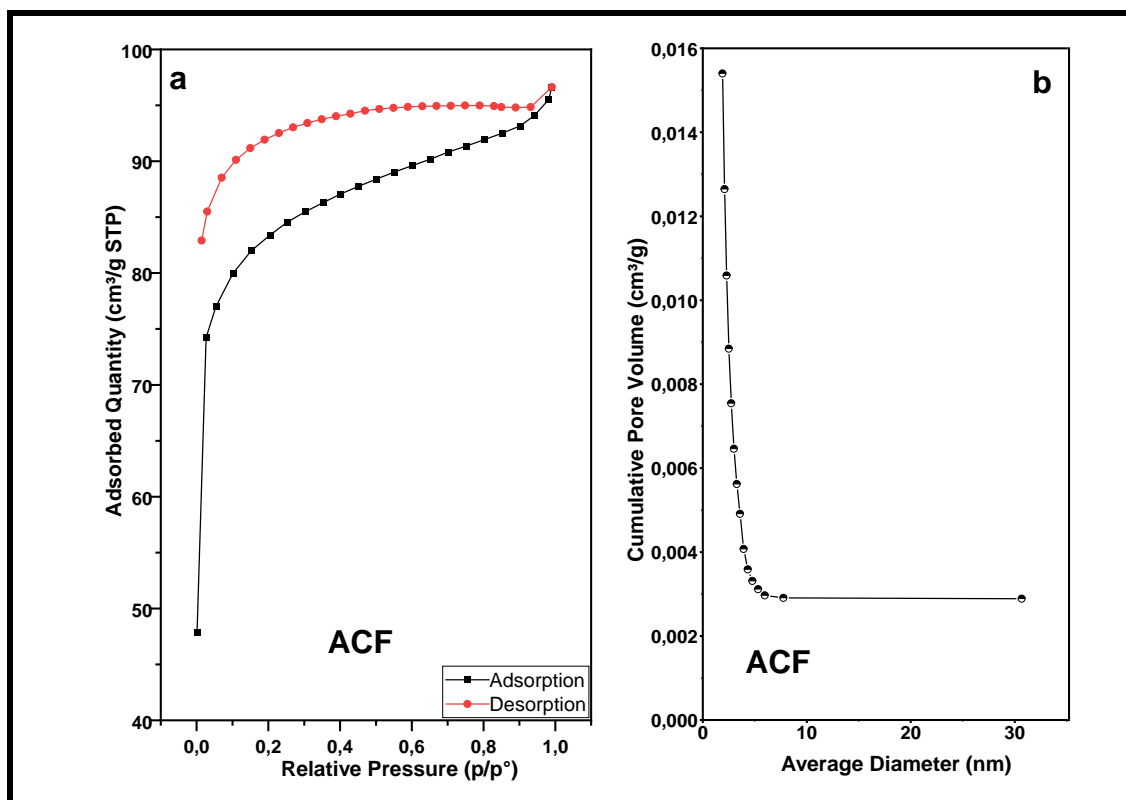 a
100
90
80
70
60
50
40
Adsorbed Quantity (cm³/g STP)
0,0 0,2 0,4 0,6 0,8 1,0
Relative Pressure (p/p°)
ACF
Adsorption
Desorption
b
0,016
0,014
0,012
0,010
0,008
0,006
0,004
0,002
0,000
Cumulative Pore Volume (cm³/g)
0 10 20 30
Average Diameter (nm)
ACF